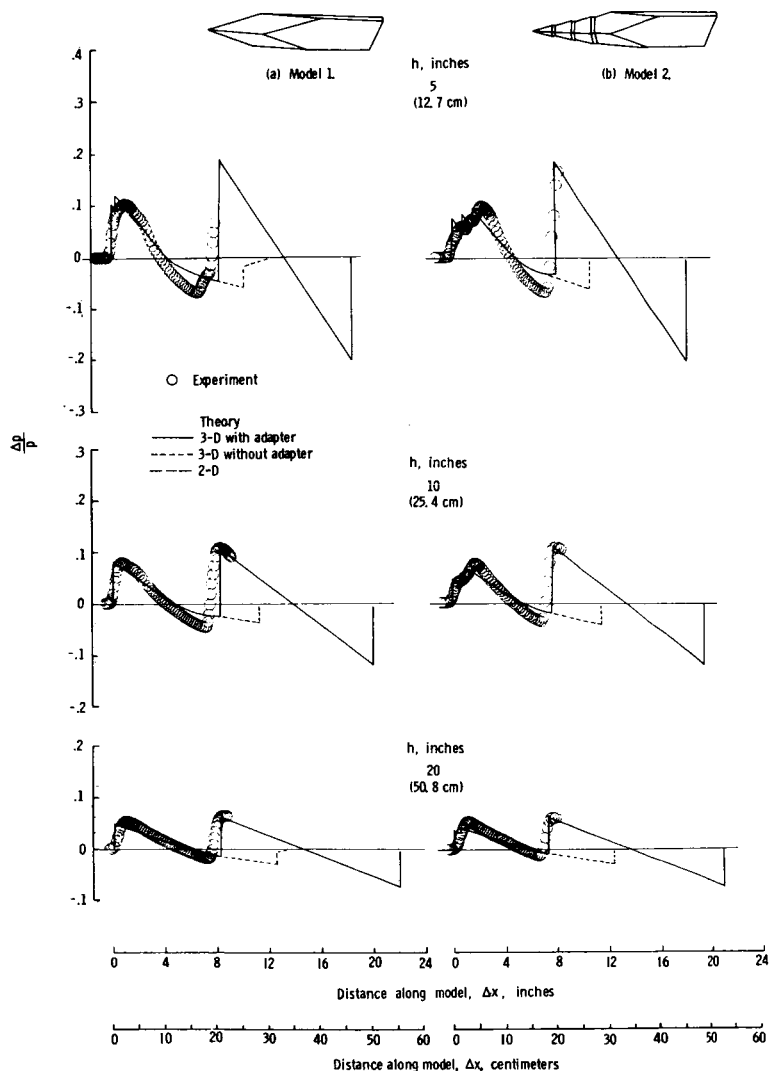 (a) Model 1.
(b) Model 2.
h, inches
5
(12.7 cm)
.4
.3
.2
.1
0
-.1
-.2
-.3
Experiment
Theory
3-D with adapter
3-D without adapter
2-D
Δp
p
h, inches
10
(25.4 cm)
.3
.2
.1
0
-.1
-.2
h, inches
20
(50.8 cm)
.2
.1
0
-.1
0 4 8 12 16 20 24 0 4 8 12 16 20 24
Distance along model, Δx, inches
0 10 20 30 40 50 60 0 10 20 30 40 50 60
Distance along model, Δx, centimeters